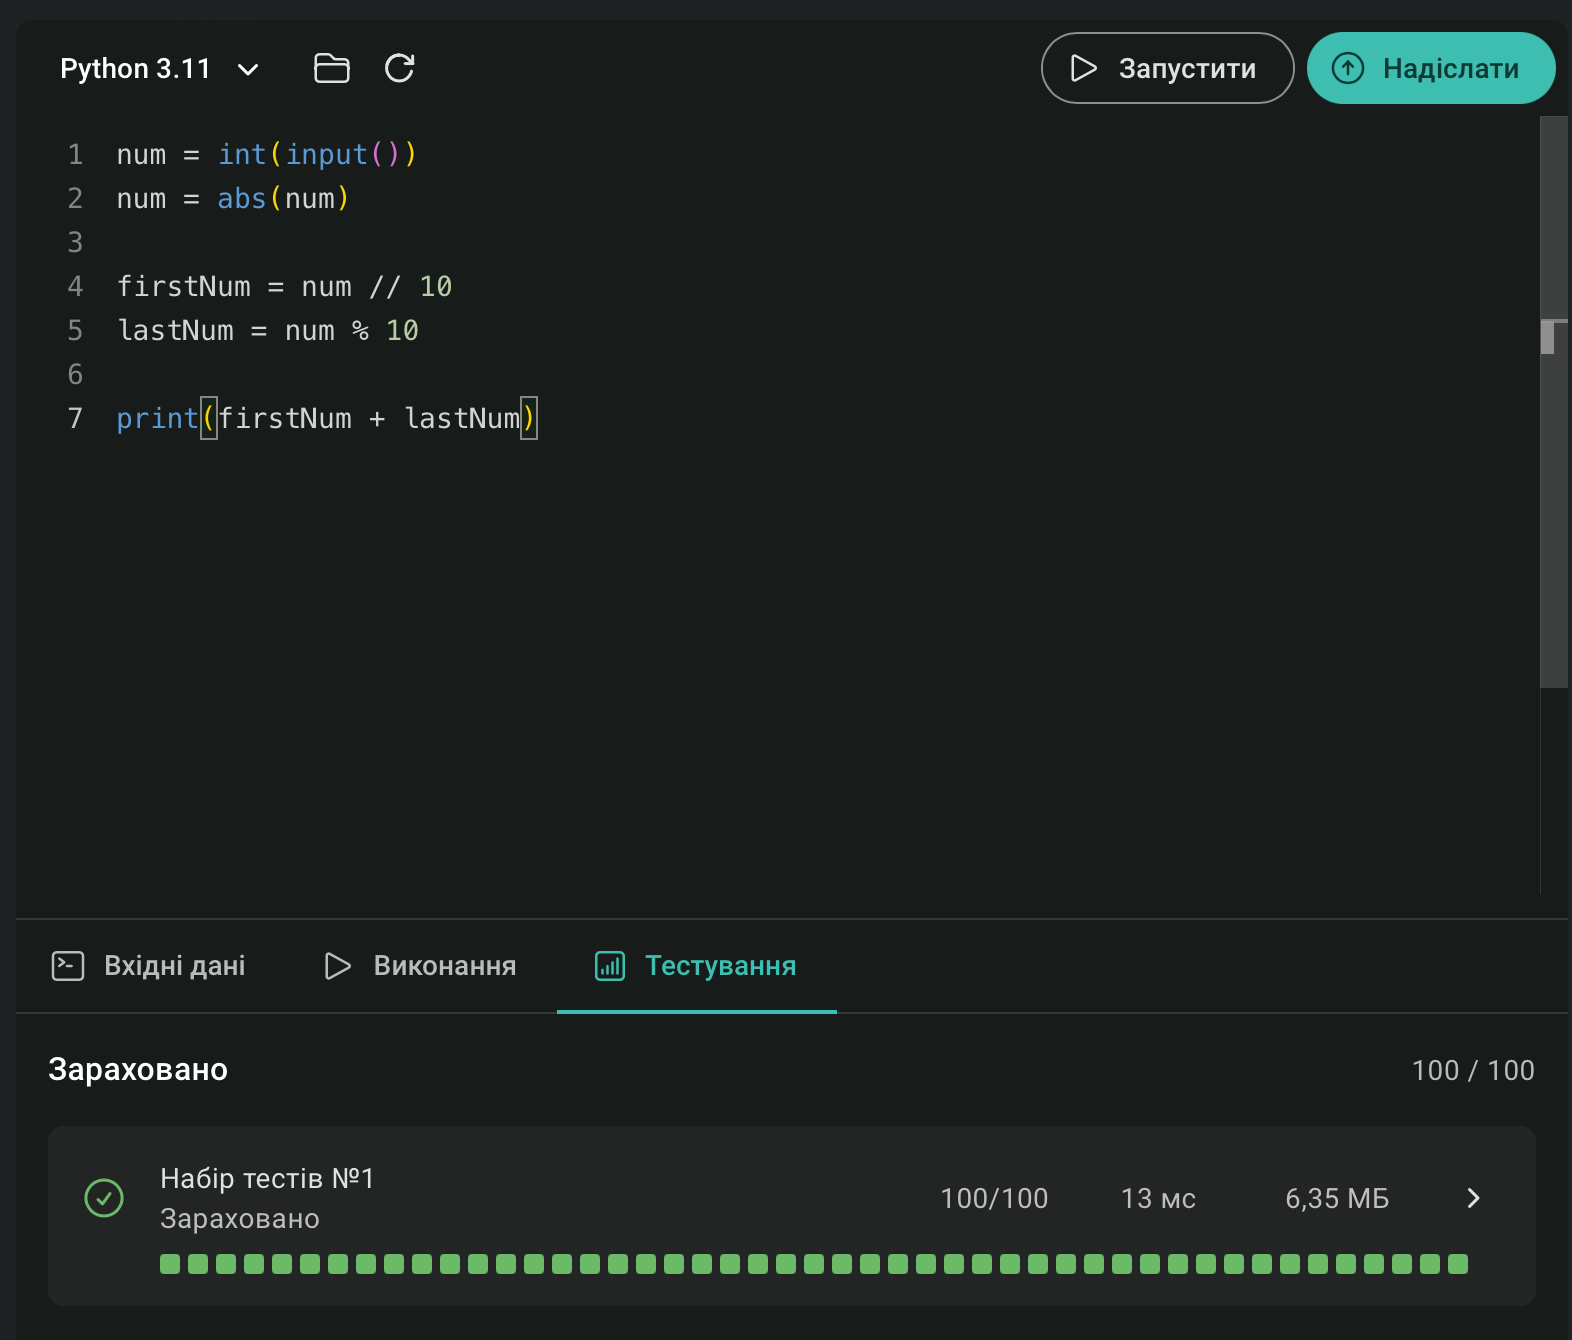 Python 3.11
Запустити
Надіслати
1 num = int(input())
2 num = abs(num)
3
4 firstNum = num // 10
5 lastNum = num % 10
6
7 print(firstNum + lastNum)
Вхідні дані
Виконання
Тестування
Зараховано
100 / 100
Набір тестів №1
Зараховано
100/100
13 мс
6,35 МБ